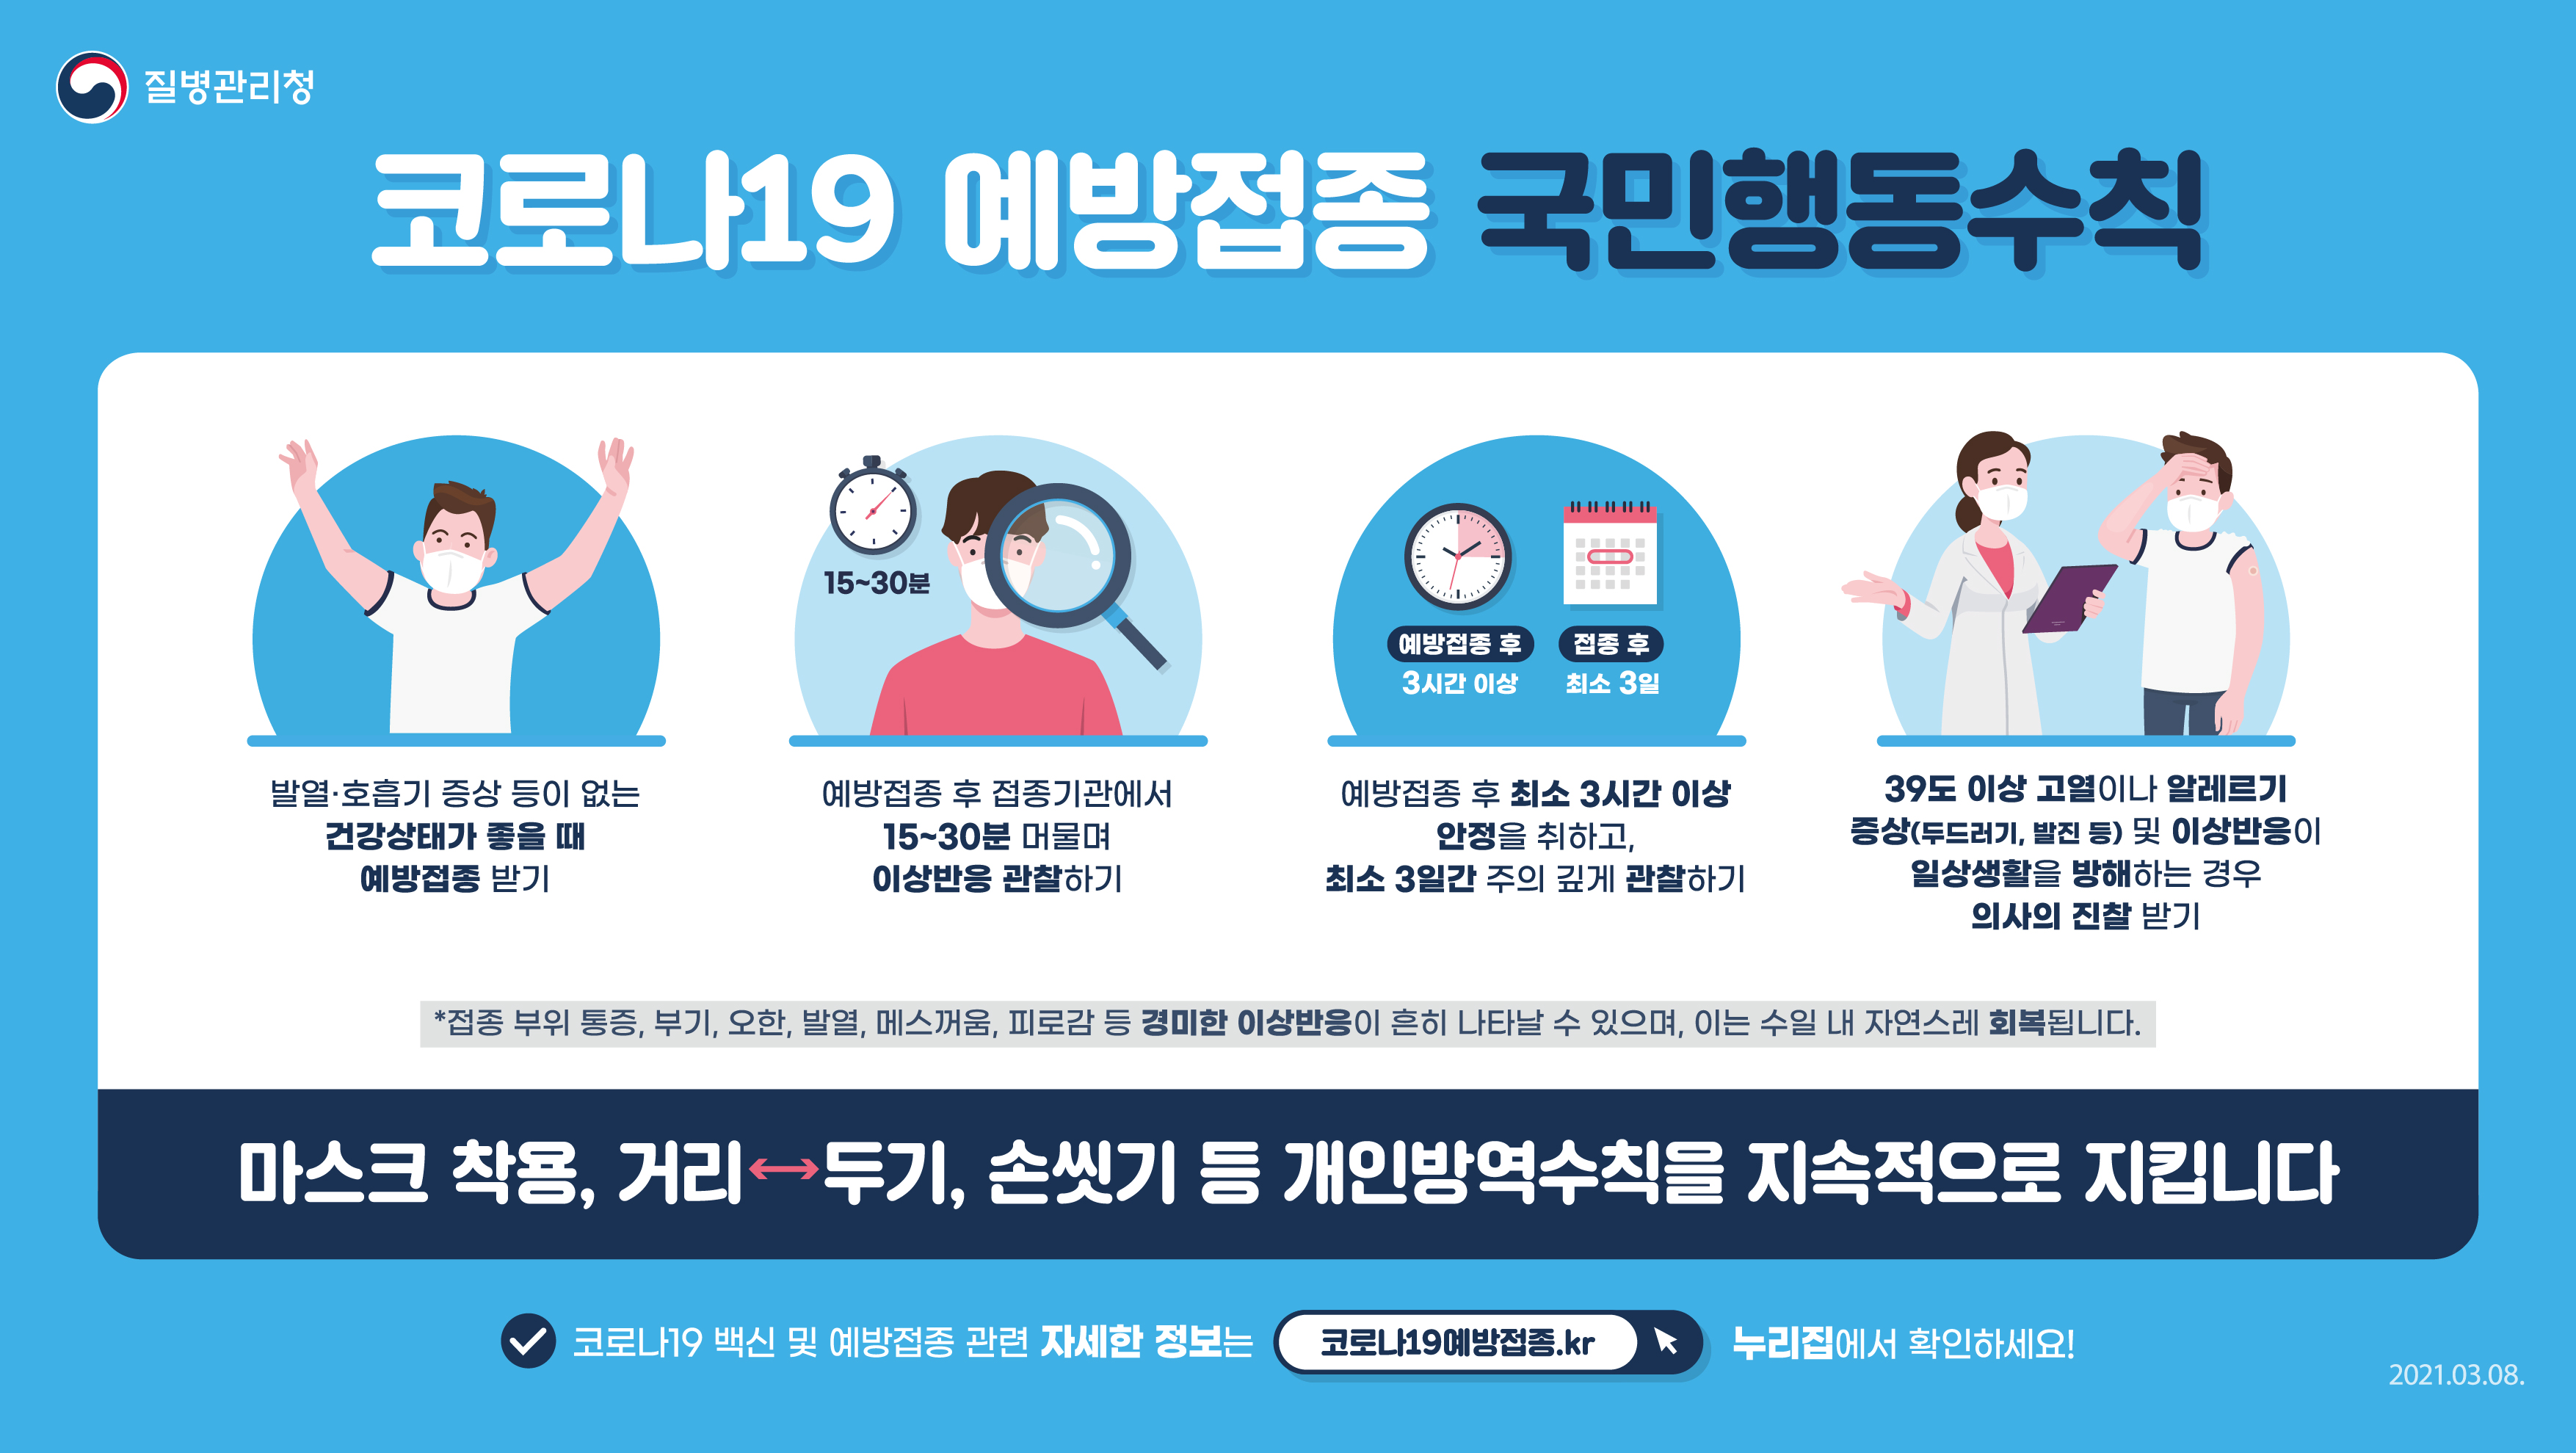 질병관리청
코로나19 예방접종 국민행동수칙
15~30분
예방접종 후
3시간 이상
접종 후
최소 3일
발열·호흡기 증상 등이 없는
건강상태가 좋을 때
예방접종 받기
예방접종 후 접종기관에서
15~30분 머물며
이상반응 관찰하기
예방접종 후 최소 3시간 이상
안정을 취하고,
최소 3일간 주의 깊게 관찰하기
39도 이상 고열이나 알레르기
증상(두드러기, 발진 등) 및 이상반응이
일상생활을 방해하는 경우
의사의 진찰 받기
*접종 부위 통증, 부기, 오한, 발열, 메스꺼움, 피로감 등 경미한 이상반응이 흔히 나타날 수 있으며, 이는 수일 내 자연스레 회복됩니다.
마스크 착용, 거리↔두기, 손씻기 등 개인방역수칙을 지속적으로 지킵니다
코로나19 백신 및 예방접종 관련 자세한 정보는 코로나19예방접종.kr 누리집에서 확인하세요!
2021.03.08.